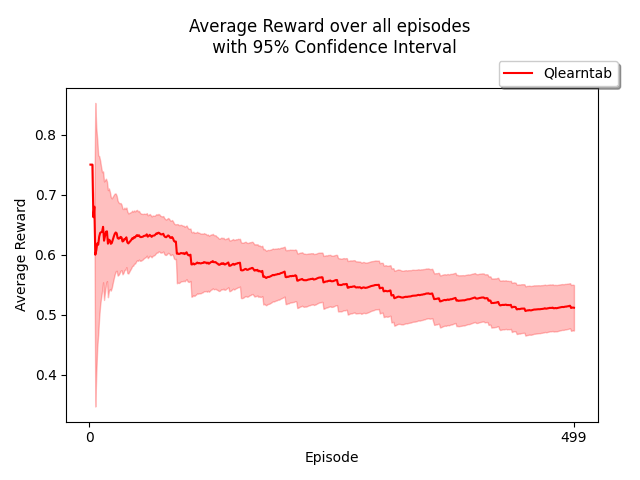 Average Reward over all episodes
with 95% Confidence Interval
Qlearntab
0.8
0.7
0.6
0.5
0.4
Average Reward
0
499
Episode